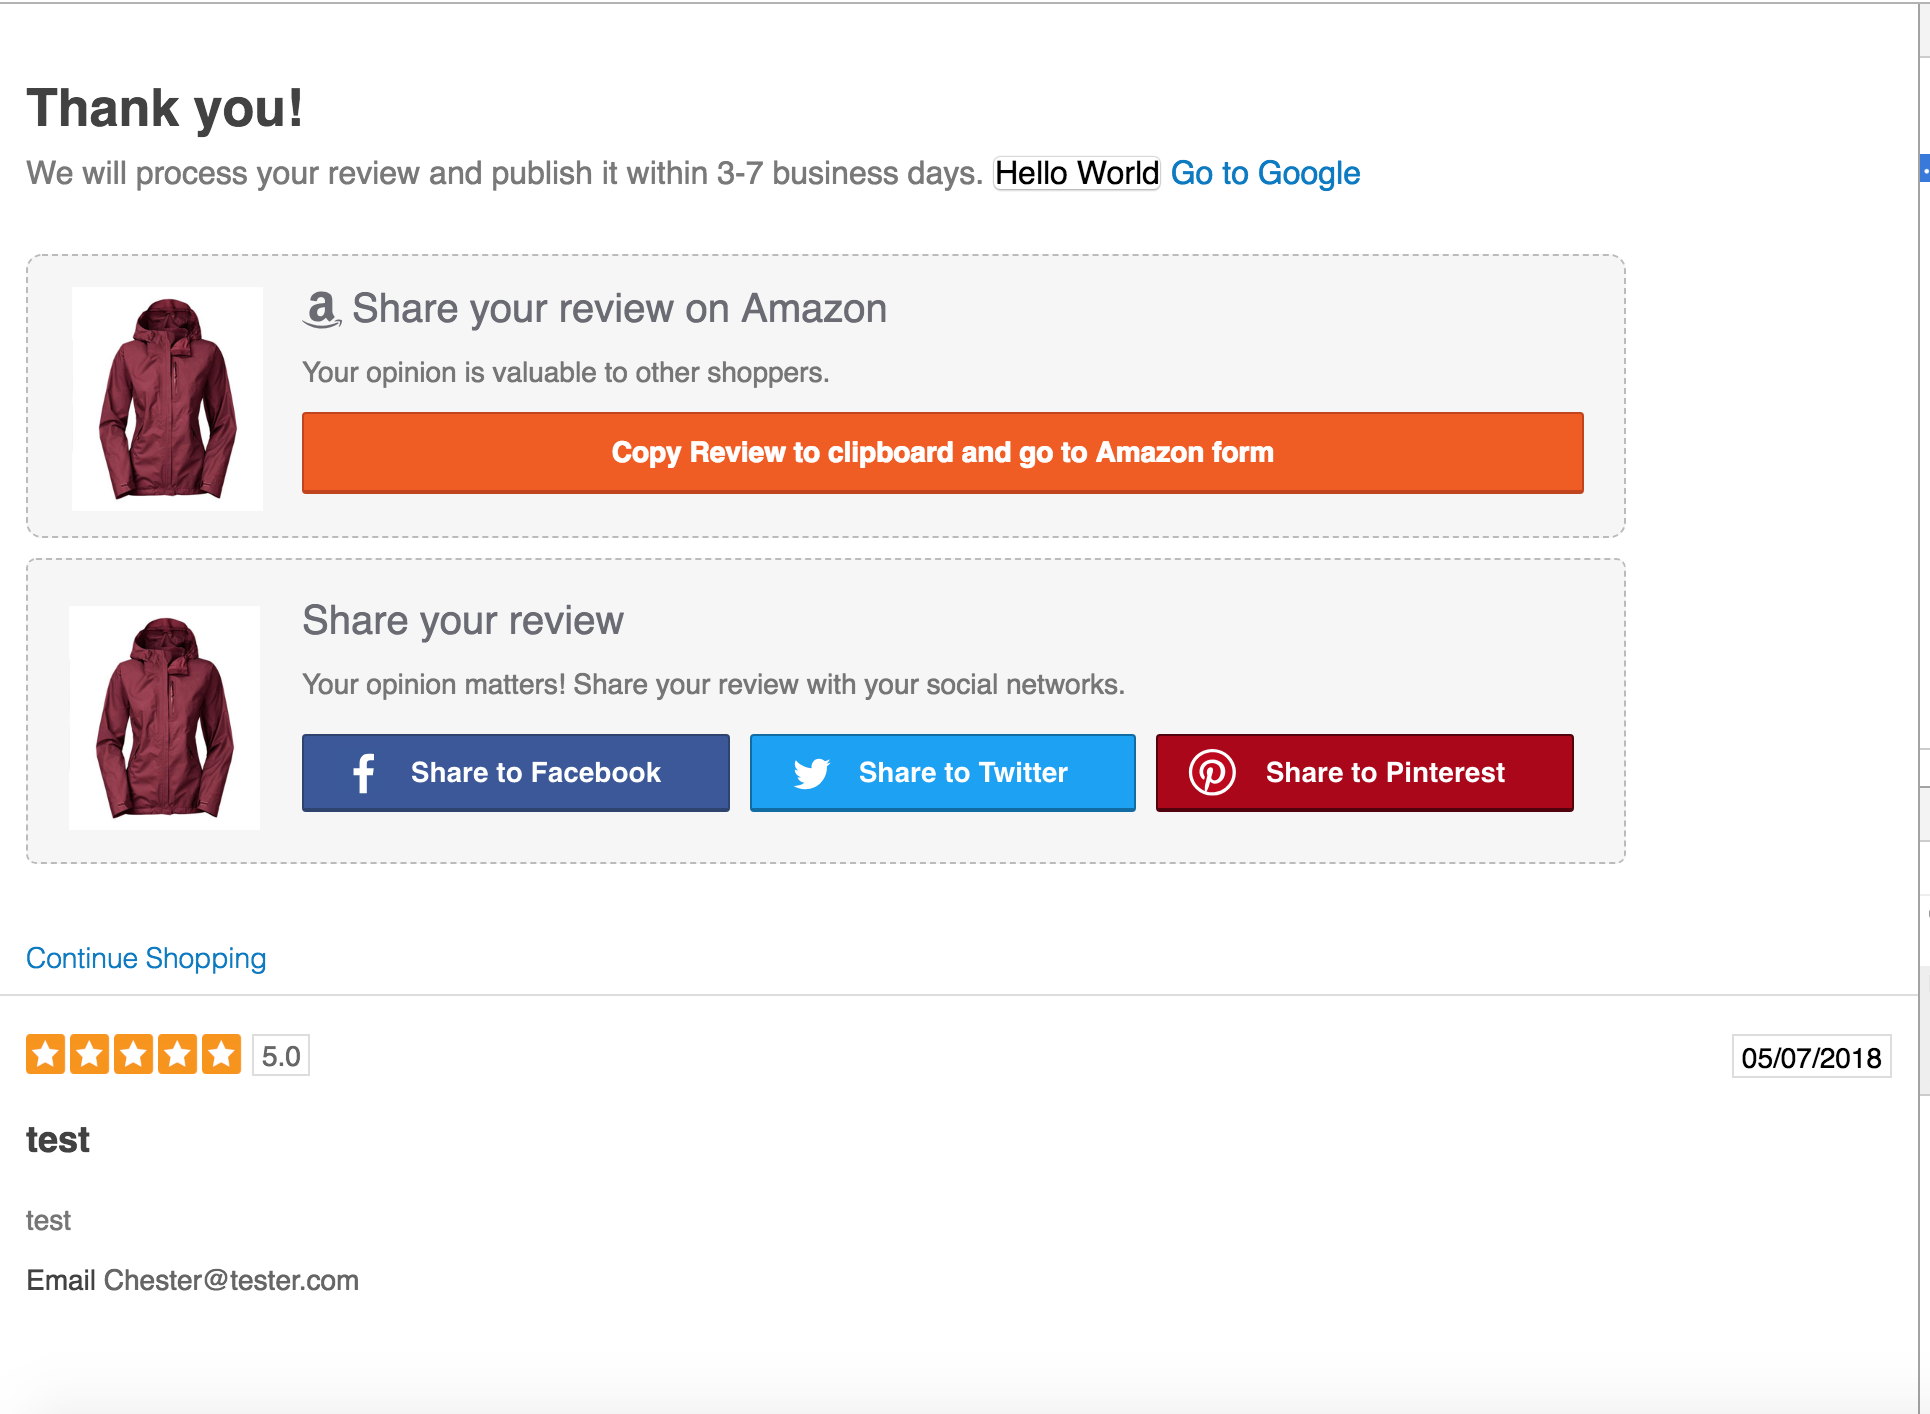 Thank you!
We will process your review and publish it within 3-7 business days. Hello World Go to Google
a Share your review on Amazon
Your opinion is valuable to other shoppers.
Copy Review to clipboard and go to Amazon form
Share your review
Your opinion matters! Share your review with your social networks.
Share to Facebook Share to Twitter Share to Pinterest
Continue Shopping
5.0 05/07/2018
test
test
Email Chester@tester.com